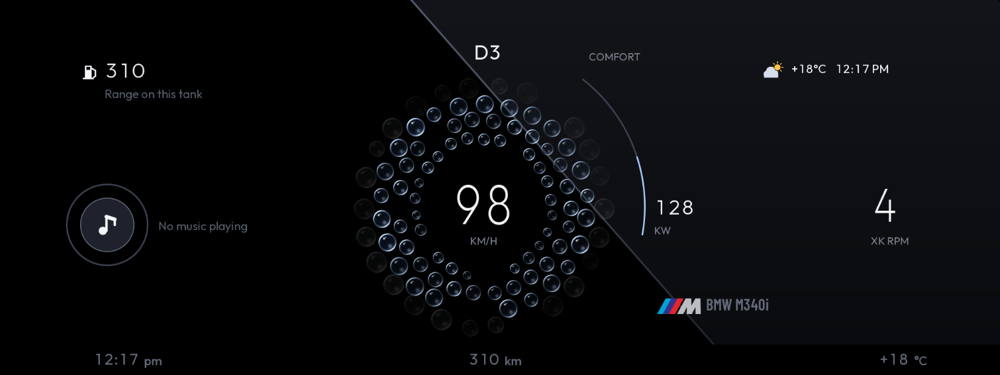 D3
COMFORT
310
Range on this tank
+18°C 12:17 PM
No music playing
98
KM/H
128
KW
4
XK RPM
M BMW M340i
12:17 pm
310 km
+18 °C